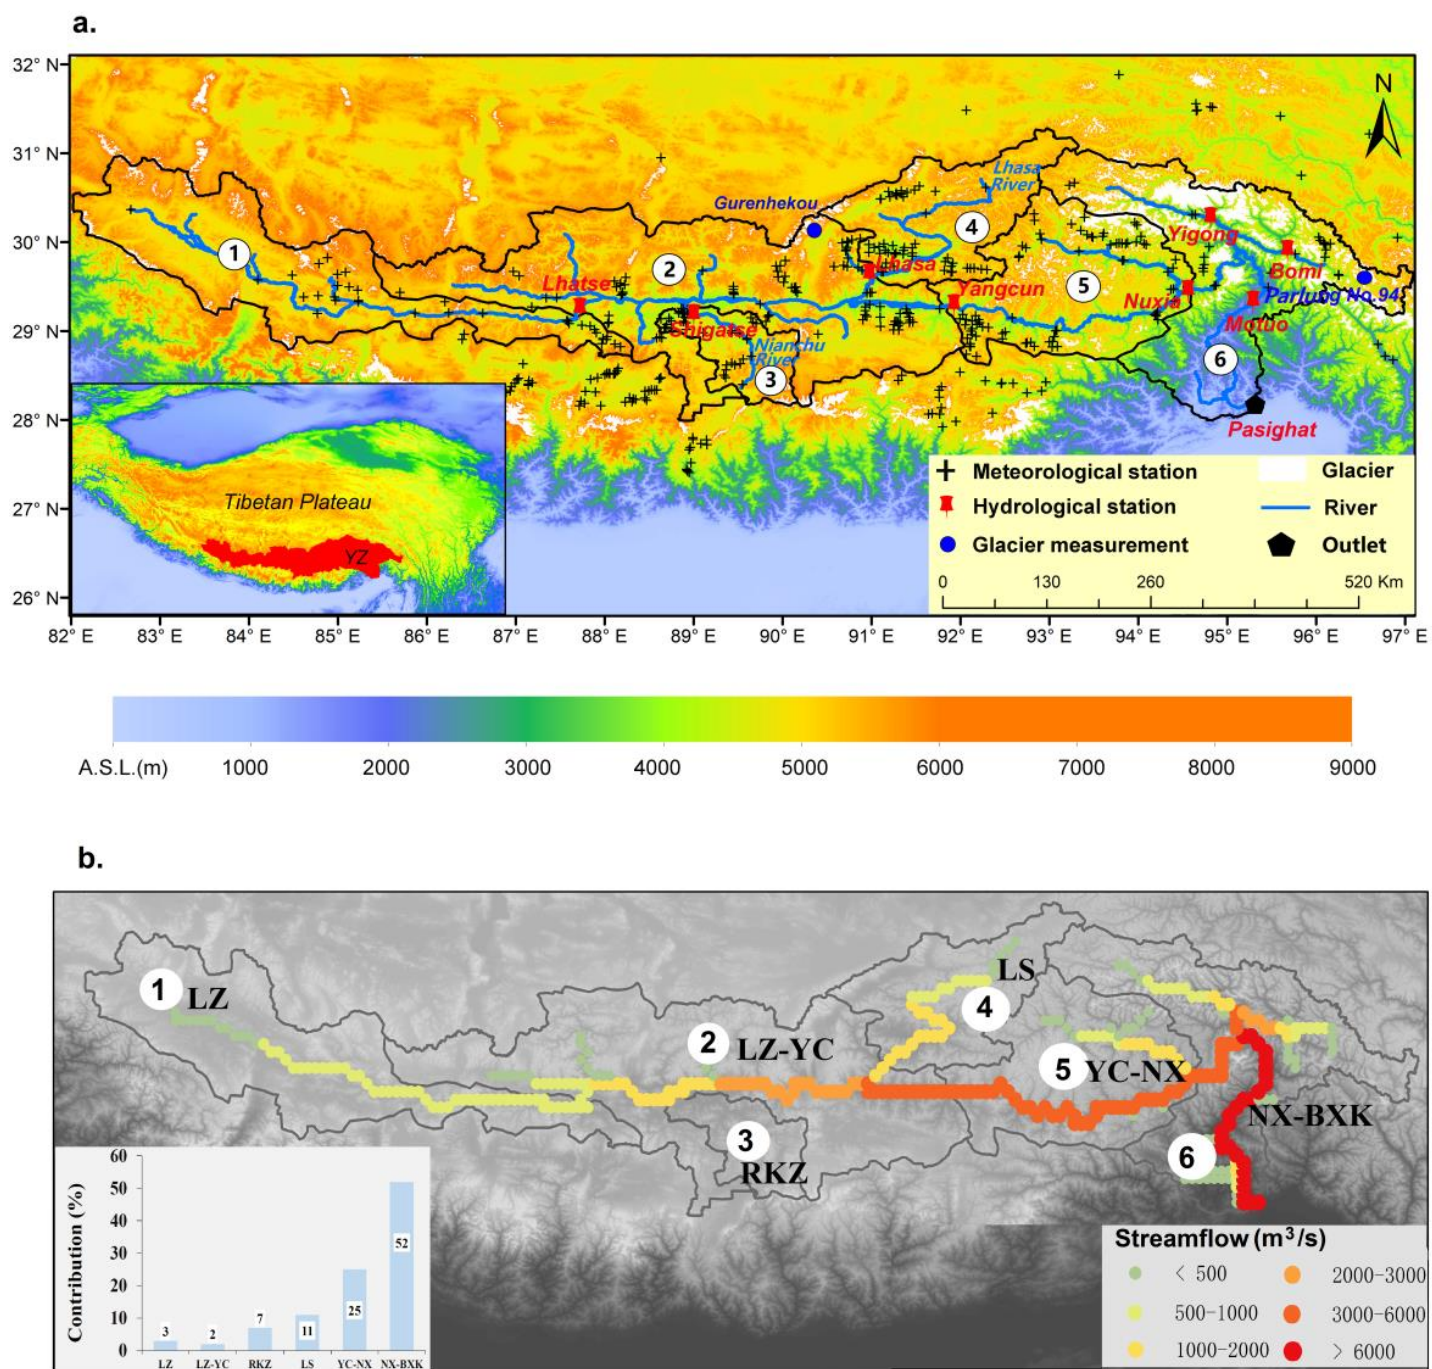 a.
32° N
31° N
30° N
29° N
28° N
27° N
26° N
N
Lhasa
River
Gurenhekou
1
2
3
4
5
6
Yigong
Lhasa
Lhatse
Yangcun
Bomi
Nuxia
Parlung No.94
Shigatse
Motuo
Nianchu
River
Pasighat
Tibetan Plateau
YZ
Meteorological station
Glacier
Hydrological station
River
Glacier measurement
Outlet
0 130 260 520 Km
82° E 83° E 84° E 85° E 86° E 87° E 88° E 89° E 90° E 91° E 92° E 93° E 94° E 95° E 96° E 97° E
A.S.L.(m) 1000 2000 3000 4000 5000 6000 7000 8000 9000
b.
1 LZ
2 LZ-YC
3 RKZ
LS
4
5 YC-NX
NX-BXK
6
Contribution (%)
60
50
40
30
20
10
0
3 2 7 11 25 52
LZ LZ-YC RKZ LS YC-NX NX-BXK
Streamflow (m³/s)
< 500 2000-3000
500-1000 3000-6000
1000-2000 > 6000